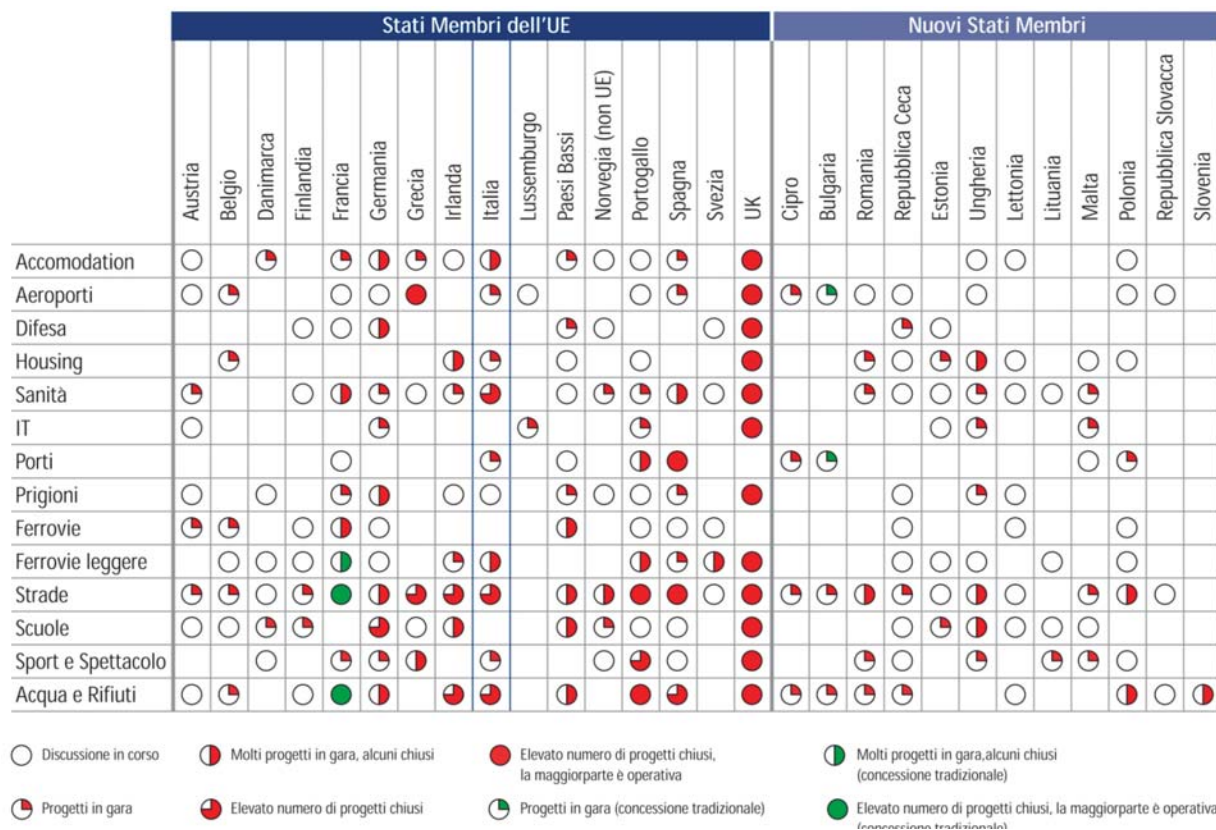 Stati Membri dell'UE
Nuovi Stati Membri
Austria
Belgio
Danimarca
Finlandia
Francia
Germania
Grecia
Irlanda
Italia
Lussemburgo
Paesi Bassi
Norvegia (non UE)
Portogallo
Spagna
Svezia
UK
Cipro
Bulgaria
Romania
Repubblica Ceca
Estonia
Ungheria
Lettonia
Lituania
Malta
Polonia
Repubblica Slovacca
Slovenia
Accomodation
Aeroporti
Difesa
Housing
Sanità
IT
Porti
Prigioni
Ferrovie
Ferrovie leggere
Strade
Scuole
Sport e Spettacolo
Acqua e Rifiuti
Discussione in corso
Molti progetti in gara, alcuni chiusi
Elevato numero di progetti chiusi,
la maggiorparte è operativa
Molti progetti in gara,alcuni chiusi
(concessione tradizionale)
Progetti in gara
Elevato numero di progetti chiusi
Progetti in gara (concessione tradizionale)
Elevato numero di progetti chiusi, la maggiorparte è operativa
(concessione tradizionale)